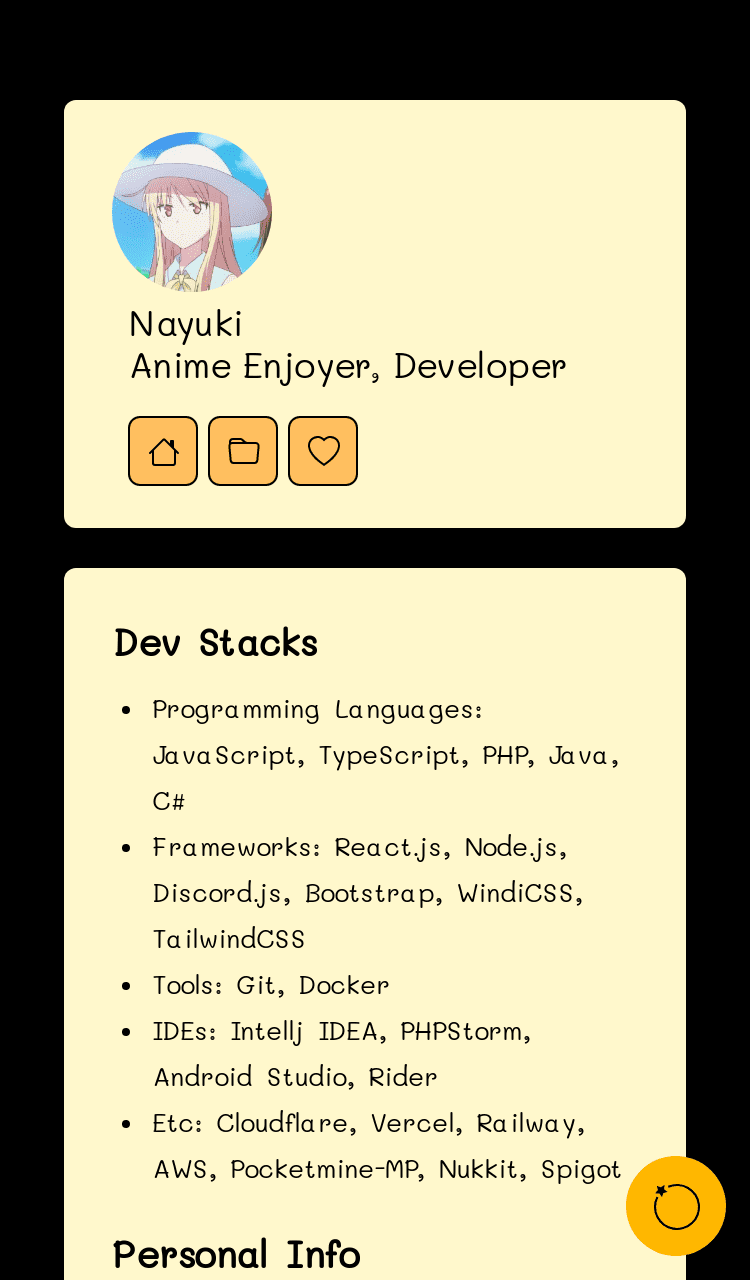 Nayuki
Anime Enjoyer, Developer
Dev Stacks
Programming Languages:
JavaScript, TypeScript, PHP, Java,
C#
Frameworks: React.js, Node.js,
Discord.js, Bootstrap, WindiCSS,
TailwindCSS
Tools: Git, Docker
IDEs: Intellj IDEA, PHPStorm,
Android Studio, Rider
Etc: Cloudflare, Vercel, Railway,
AWS, Pocketmine-MP, Nukkit, Spigot
Personal Info